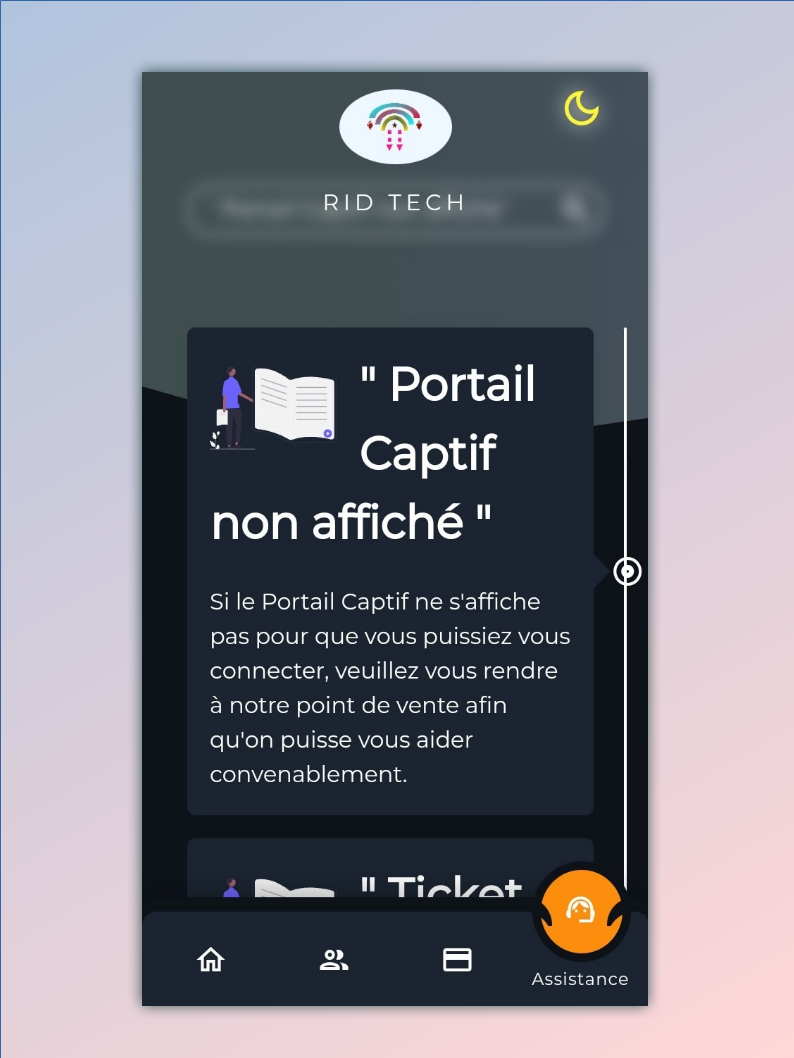 RID TECH
" Portail
Captif
non affiché "
Si le Portail Captif ne s'affiche
pas pour que vous puissiez vous
connecter, veuillez vous rendre
à notre point de vente afin
qu'on puisse vous aider
convenablement.
" Ticket
Assistance